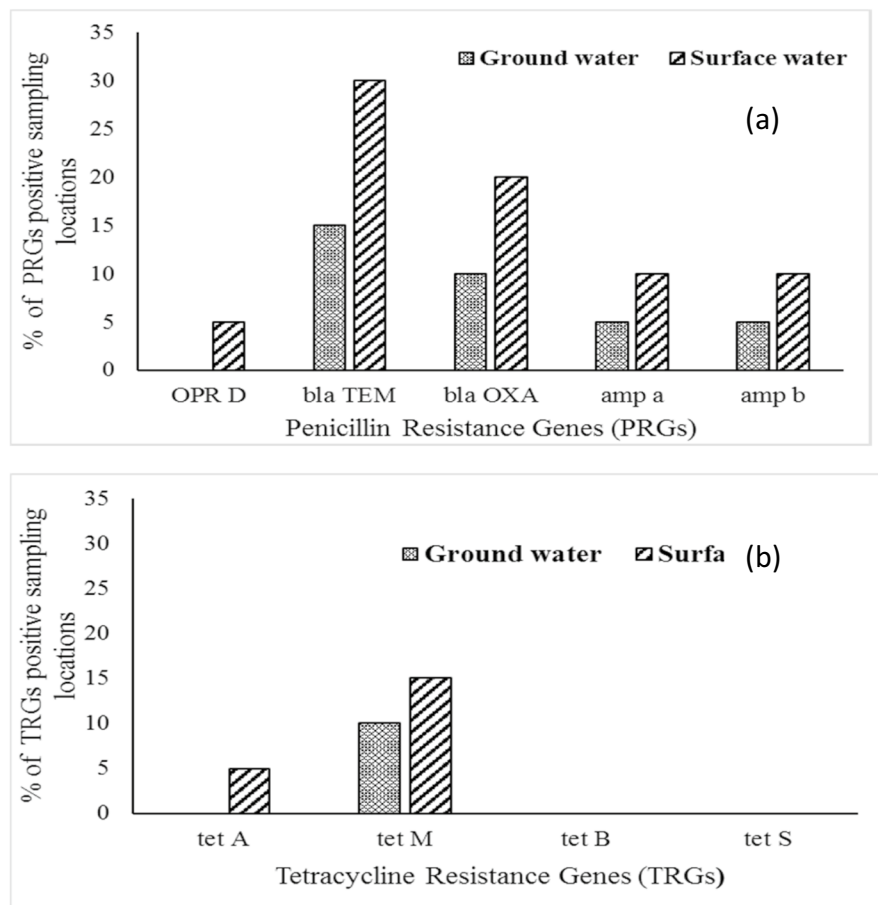 35
30
25
20
15
10
5
0
% of PRGs positive sampling
locations
Ground water Surface water
(a)
OPR D bla TEM bla OXA amp a amp b
Penicillin Resistance Genes (PRGs)
35
30
25
20
15
10
5
0
% of TRGs positive sampling
locations
Ground water Surfa (b)
tet A tet M tet B tet S
Tetracycline Resistance Genes (TRGs)